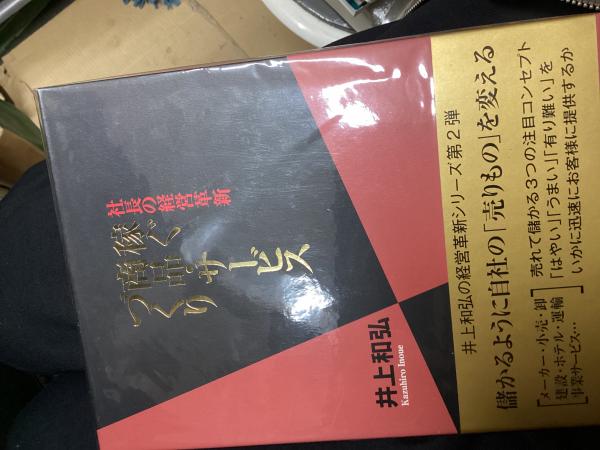 社長の経営革新
稼ぐ
商品・サービス
づくり
井上和弘
Kazuhiro Inoue
井上和弘の経営革新シリーズ第2弾
儲かるように自社の「売りもの」を変える
売れて儲かる3つの注目コンセプト
「はやい」「うまい」「有り難い」を
いかに迅速にお客様に提供するか
メーカー・小売・卸
建設・ホテル・運輸
事業サービス…